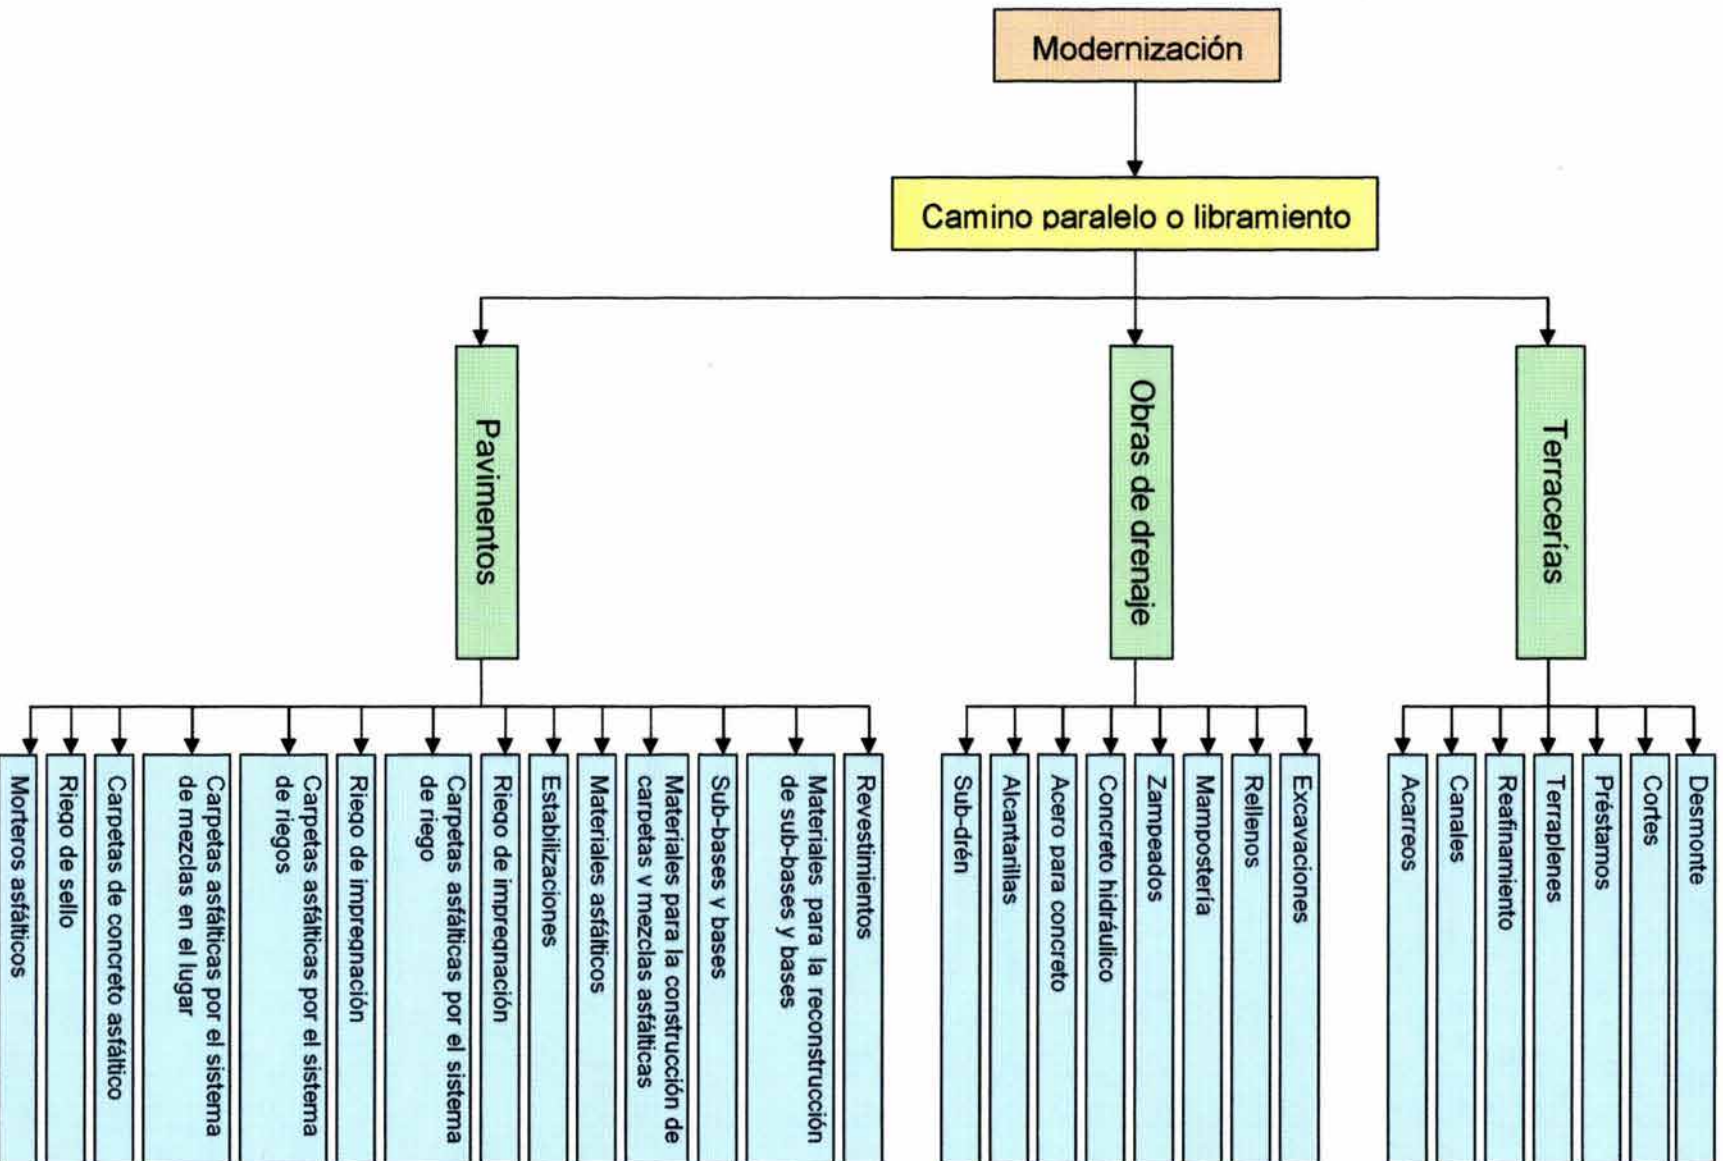 Modernización
Camino paralelo o libramiento
Pavimentos
Obras de drenaje
Terracerías
Morteros asfálticos
Riego de sello
Carpetas de concreto asfáltico
Carpetas asfálticas por el sistema
de mezclas en el lugar
Carpetas asfálticas por el sistema
de riegos
Riego de impregnación
Carpetas asfálticas por el sistema
de riego
Riego de impregnación
Estabilizaciones
Materiales asfálticos
Materiales para la construcción de
carpetas y mezclas asfálticas
Sub-bases y bases
Materiales para la reconstrucción
de sub-bases y bases
Revestimientos
Sub-drén
Alcantarillas
Acero para concreto
Concreto hidráulico
Zampeados
Mampostería
Rellenos
Excavaciones
Acarreos
Canales
Reafinamiento
Terraplenes
Préstamos
Cortes
Desmonte